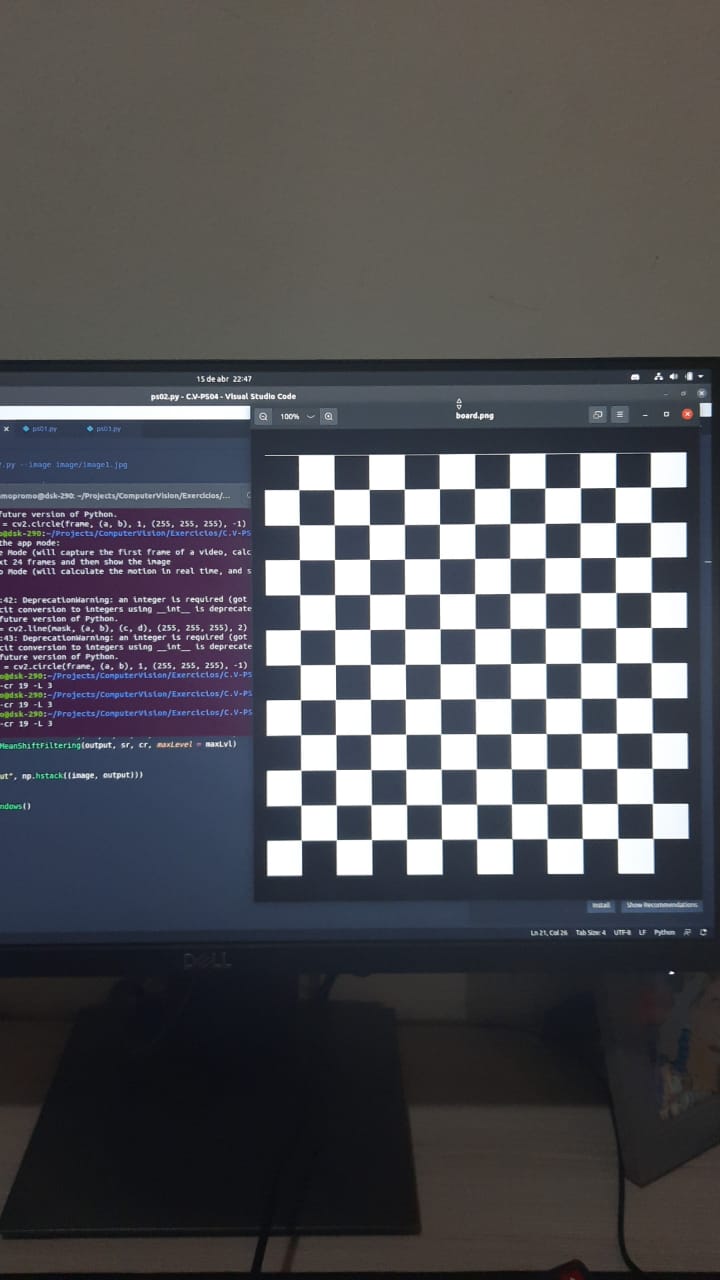 15 de abr 22:47
ps02.py - C.V-PS04 - Visual Studio Code
100%
board.png
× ps01.py ps03.py
.py --image image/image1.jpg
mopromo@dsk-290: ~/Projects/ComputerVision/Exercicios/...
future version of Python.
= cv2.circle(frame, (a, b), 1, (255, 255, 255), -1)
o@dsk-290:~/Projects/ComputerVision/Exercicios/C.V-PS
the app mode:
e Mode (will capture the first frame of a video, calc
xt 24 frames and then show the image
o Mode (will calculate the motion in real time, and s
:42: DeprecationWarning: an integer is required (got
cit conversion to integers using __int__ is deprecate
future version of Python.
= cv2.line(mask, (a, b), (c, d), (255, 255, 255), 2)
:43: DeprecationWarning: an integer is required (got
cit conversion to integers using __int__ is deprecate
future version of Python.
= cv2.circle(frame, (a, b), 1, (255, 255, 255), -1)
o@dsk-290:~/Projects/ComputerVision/Exercicios/C.V-PS
-cr 19 -L 3
o@dsk-290:~/Projects/ComputerVision/Exercicios/C.V-PS
-cr 19 -L 3
o@dsk-290:~/Projects/ComputerVision/Exercicios/C.V-PS
-cr 19 -L 3
MeanShiftFiltering(output, sr, cr, maxLevel = maxLvl)
ut", np.hstack((image, output)))
ndows()
Install Show Recommendations
Ln 21, Col 26 Tab Size: 4 UTF-8 LF Python
DELL